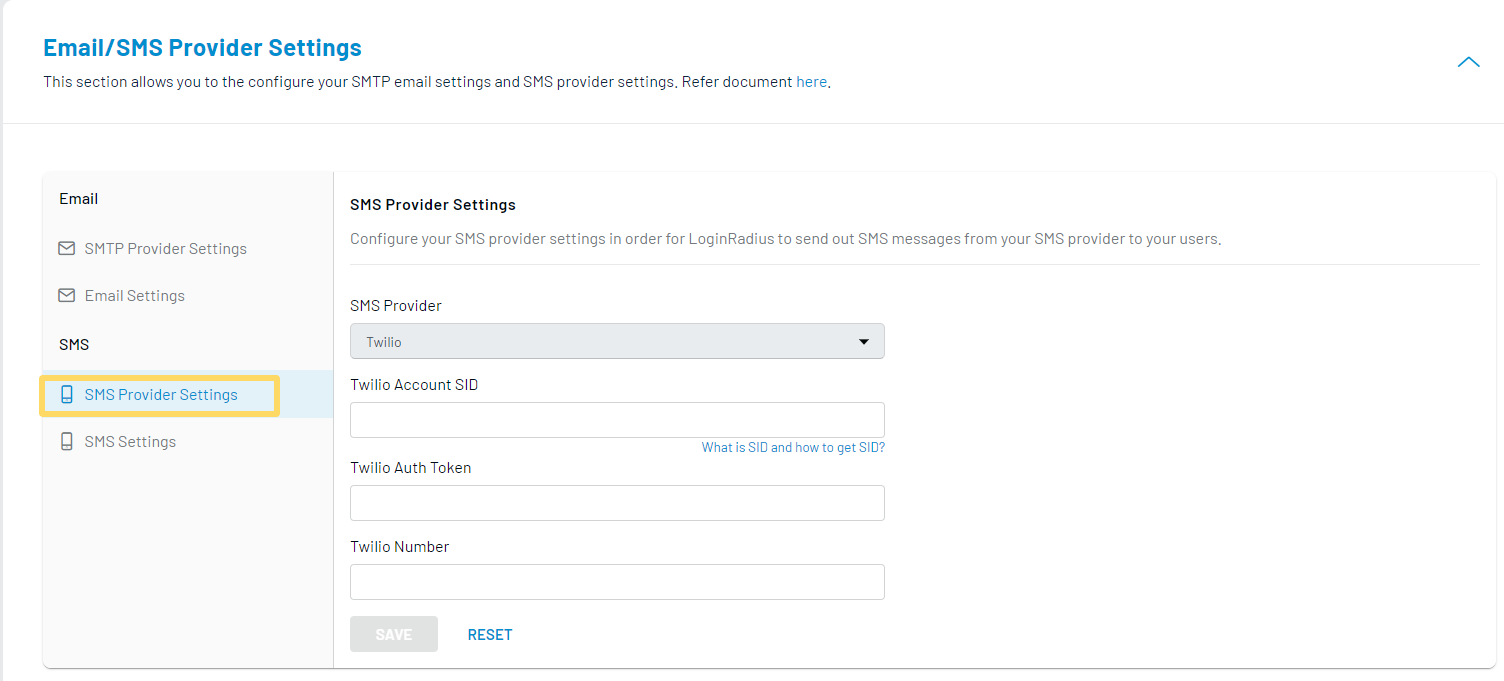 Email/SMS Provider Settings
This section allows you to the configure your SMTP email settings and SMS provider settings. Refer document here.
Email
SMTP Provider Settings
Email Settings
SMS
SMS Provider Settings
SMS Settings
SMS Provider Settings
Configure your SMS provider settings in order for LoginRadius to send out SMS messages from your SMS provider to your users.
SMS Provider
Twilio
Twilio Account SID
What is SID and how to get SID?
Twilio Auth Token
Twilio Number
SAVE
RESET